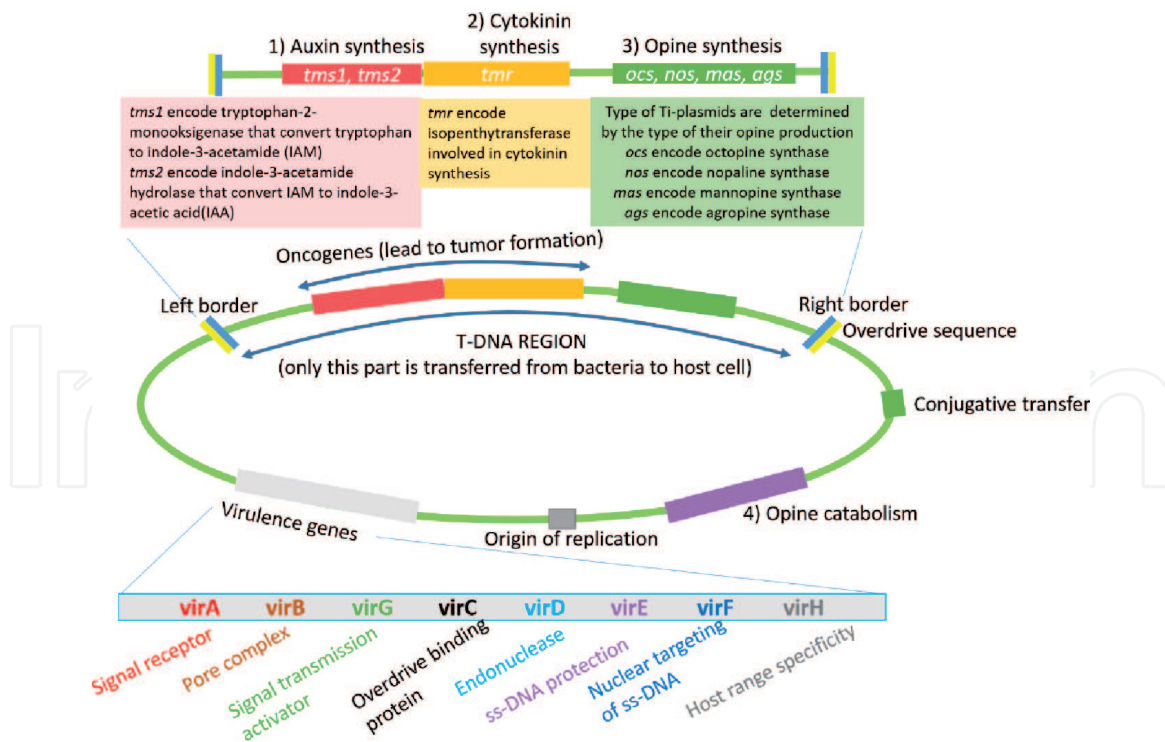 1) Auxin synthesis
2) Cytokinin
synthesis
3) Opine synthesis
tms1, tms2
tmr
ocs, nos, mas, ags
tms1 encode tryptophan-2-
monooksigenase that convert tryptophan
to indole-3-acetamide (IAM)
tms2 encode indole-3-acetamide
hydrolase that convert IAM to indole-3-
acetic acid(IAA)
tmr encode
isopenthytransferase
involved in cytokinin
synthesis
Type of Ti-plasmids are determined
by the type of their opine production
ocs encode octopine synthase
nos encode nopaline synthase
mas encode mannopine synthase
ags encode agropine synthase
Oncogenes (lead to tumor formation)
Left border
Right border
Overdrive sequence
T-DNA REGION
(only this part is transferred from bacteria to host cell)
Conjugative transfer
Virulence genes
Origin of replication
4) Opine catabolism
virA
virB
virG
virC
virD
virE
virF
virH
Signal receptor
Pore complex
Signal transmission
activator
Overdrive binding
protein
Endonuclease
ss-DNA protection
Nuclear targeting
of ss-DNA
Host range specificity